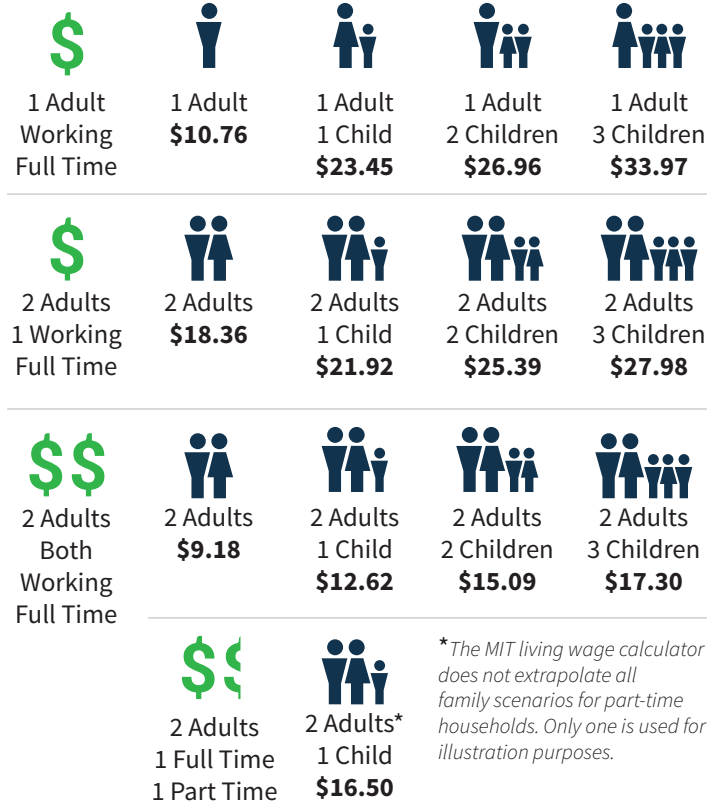 $
1 Adult
Working
Full Time
1 Adult
$10.76
1 Adult
1 Child
$23.45
1 Adult
2 Children
$26.96
1 Adult
3 Children
$33.97
$
2 Adults
1 Working
Full Time
2 Adults
$18.36
2 Adults
1 Child
$21.92
2 Adults
2 Children
$25.39
2 Adults
3 Children
$27.98
$$
2 Adults
Both
Working
Full Time
2 Adults
$9.18
2 Adults
1 Child
$12.62
2 Adults
2 Children
$15.09
2 Adults
3 Children
$17.30
$$
2 Adults
1 Full Time
1 Part Time
2 Adults*
1 Child
$16.50
*The MIT living wage calculator
does not extrapolate all
family scenarios for part-time
households. Only one is used for
illustration purposes.